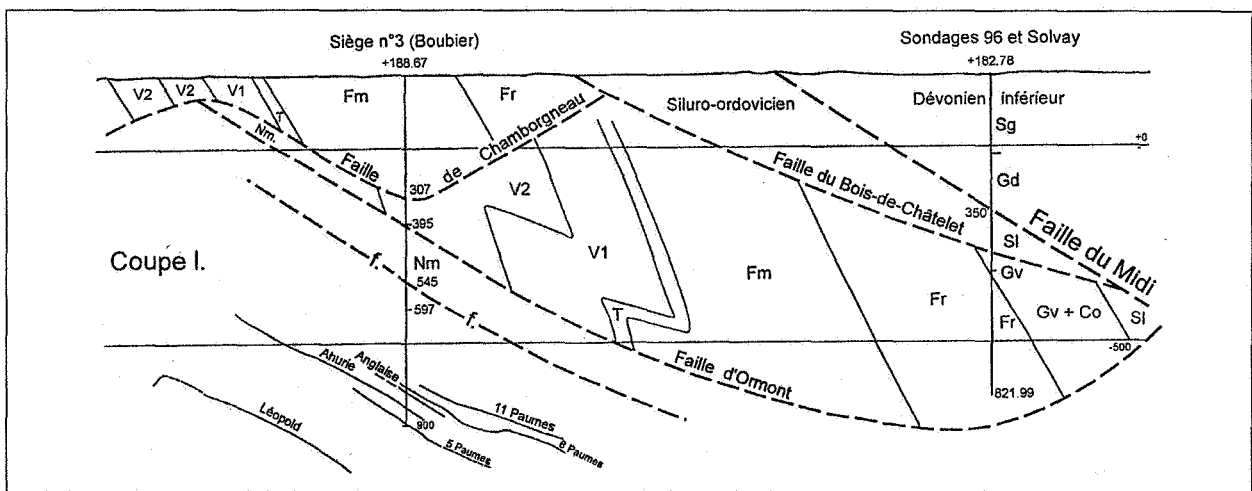 Siège n°3 (Boubier)
+188.67
Sondages 96 et Solvay
+182.78
V2
V2
V1
T
Fm
Fr
Siluro-ordovicien
Dévonien inférieur
Sg
+0
Nm.
Faille de Chamborgneau
307
395
V2
V1
Faille du Bois-de-Châtelet
Gd
350
Faille du Midi
Sl
Gv
Coupe I.
f.
f.
Nm
545
597
T
Fm
Fr
Fr
Gv + Co
Sl
-500
Faille d'Ormont
821.99
Léopold
Ahurie
Anglaise
11 Paumes
8 Paumes
5 Paumes
900